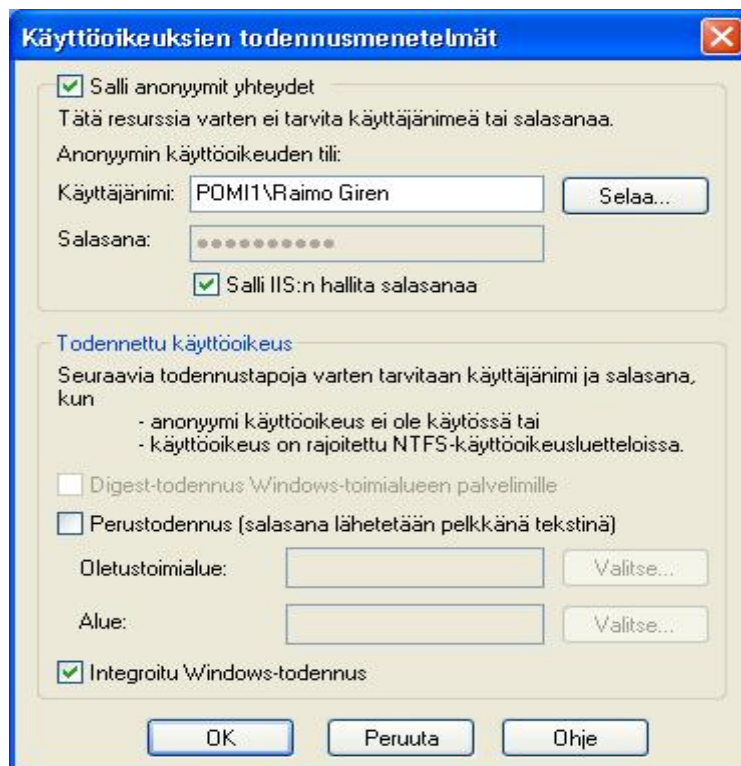 Käyttöoikeuksien todennusmenetelmät
Salli anonyymit yhteydet
Tätä resurssia varten ei tarvita käyttäjänimeä tai salasanaa.
Anonyymin käyttöoikeuden tili:
Käyttäjänimi: POMI1\Raimo Giren Selaa...
Salasana: ●●●●●●●●●●
Salli IIS:n hallita salasanaa
Todennettu käyttöoikeus
Seuraavia todennustapoja varten tarvitaan käyttäjänimi ja salasana,
kun
- anonyymi käyttöoikeus ei ole käytössä tai
- käyttöoikeus on rajoitettu NTFS-käyttöoikeusluetteloissa.
Digest-todennus Windows-toimialueen palvelimille
Perustodennus (salasana lähetetään pelkkänä tekstinä)
Oletustoimialue: Valitse...
Alue: Valitse...
Integroitu Windows-todennus
OK Peruuta Ohje